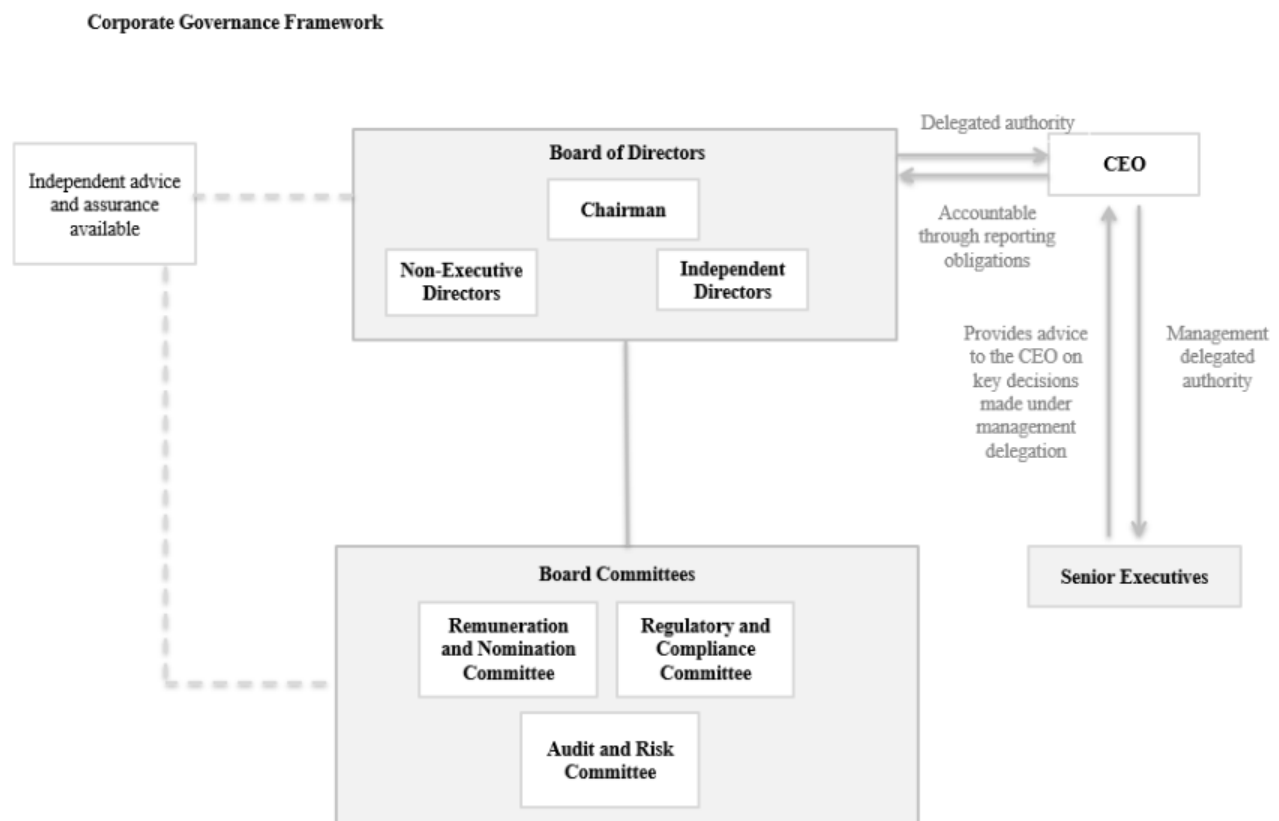 Corporate Governance Framework
Delegated authority
Board of Directors
CEO
Independent advice
and assurance
available
Chairman
Accountable
through reporting
obligations
Non-Executive
Directors
Independent
Directors
Provides advice
to the CEO on
key decisions
made under
management
delegation
Management
delegated
authority
Board Committees
Senior Executives
Remuneration
and Nomination
Committee
Regulatory and
Compliance
Committee
Audit and Risk
Committee